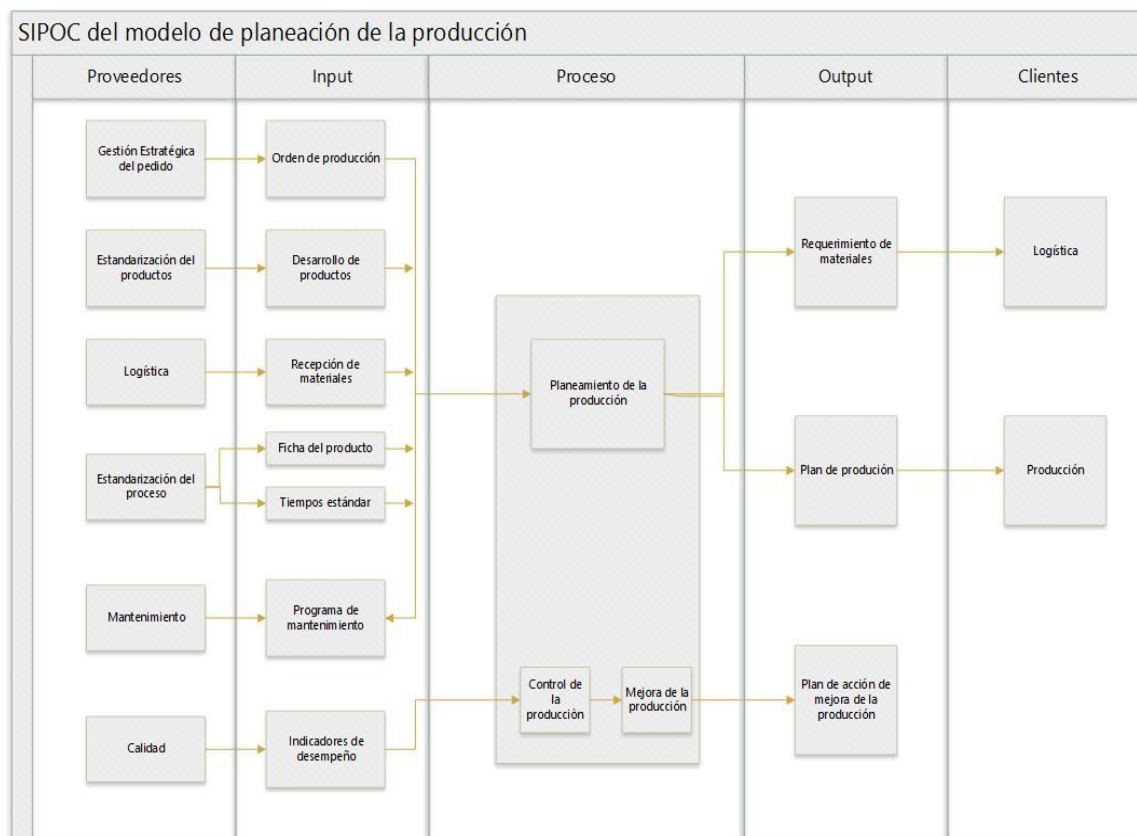 SIPOC del modelo de planeación de la producción
Proveedores
Input
Proceso
Output
Clientes
Gestión Estratégica
del pedido
Orden de producción
Estandarización del
productos
Desarrollo de
productos
Requerimiento de
materiales
Logística
Logística
Recepción de
materiales
Planeamiento de la
producción
Estandarización del
proceso
Ficha del producto
Tiempos estándar
Plan de produción
Producción
Mantenimiento
Programa de
mantenimiento
Control de
la
producciòn
Mejora de la
producción
Plan de acción de
mejora de la
producción
Calidad
Indicadores de
desempeño